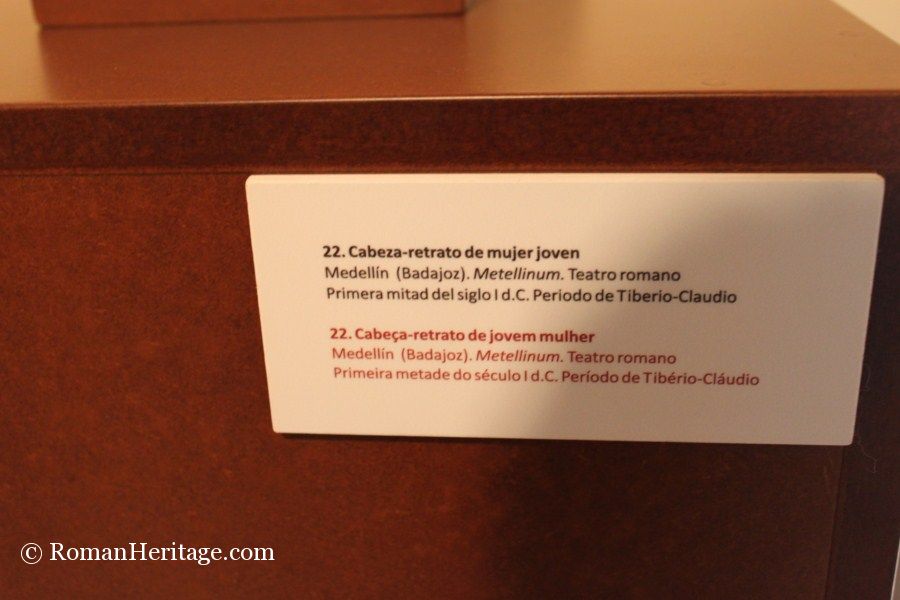 22. Cabeza-retrato de mujer joven
Medellín (Badajoz). Metellinum. Teatro romano
Primera mitad del siglo I d.C. Periodo de Tiberio-Claudio
22. Cabeça-retrato de jovem mulher
Medellín (Badajoz). Metellinum. Teatro romano
Primeira metade do século I d.C. Período de Tibério-Cláudio
© RomanHeritage.com